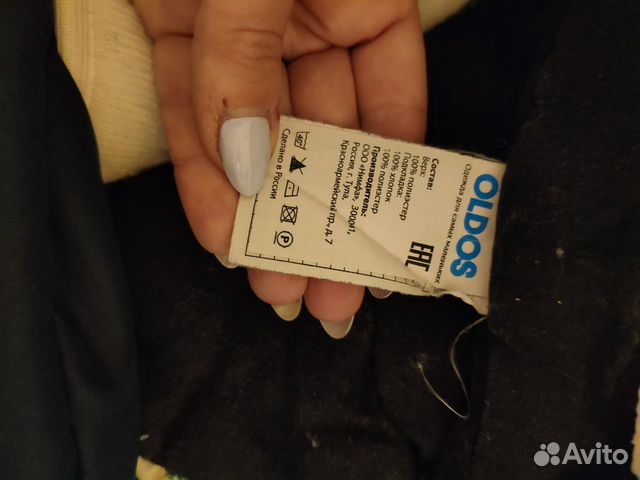 OLDOS
Одежда для самых маленьких
Состав:
Верх:
100% полиэстер
Подкладка:
100% хлопок
100% полиэстер
Производитель:
ООО «Нимфа», 300041,
Россия, г. Тула,
Красноармейский пр., д. 7
EAC
40°
P
Сделано в России
Avito